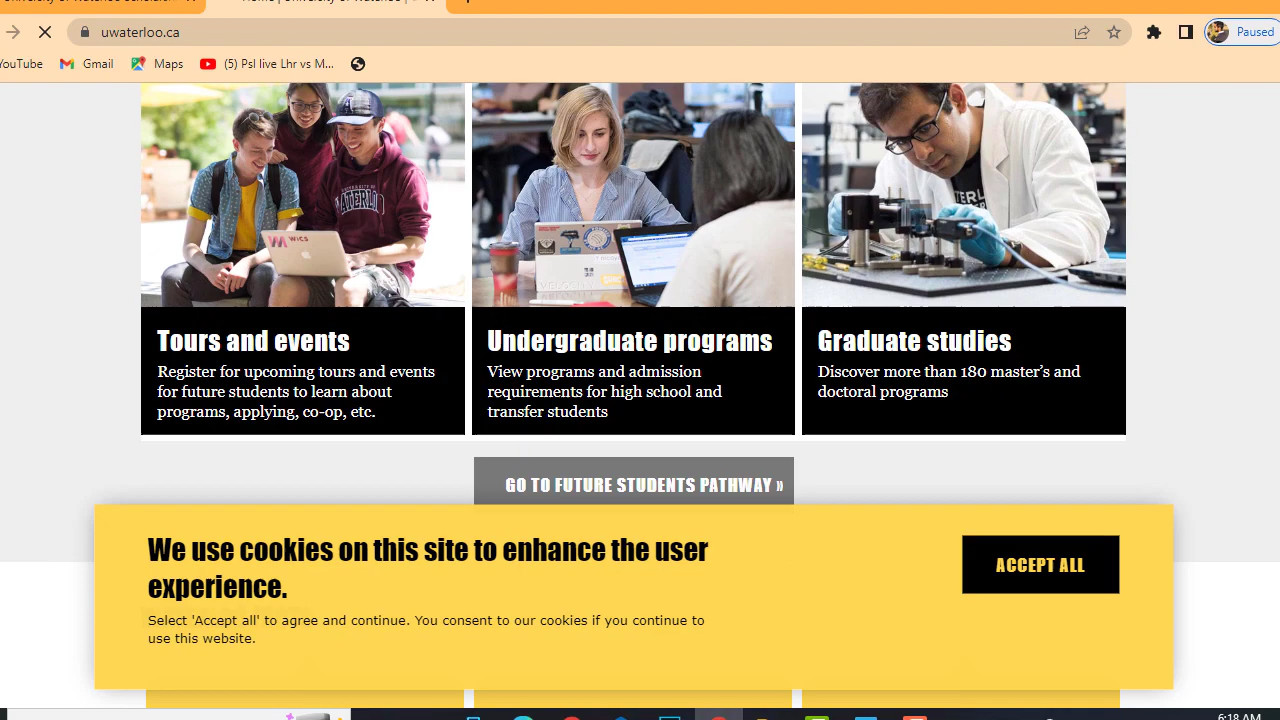 uwaterloo.ca
Paused
YouTube Gmail Maps (5) Psl live Lhr vs M...
WiCS
Tours and events
Register for upcoming tours and events
for future students to learn about
programs, applying, co-op, etc.
Undergraduate programs
View programs and admission
requirements for high school and
transfer students
Graduate studies
Discover more than 180 master's and
doctoral programs
GO TO FUTURE STUDENTS PATHWAY »
We use cookies on this site to enhance the user
experience.
Select 'Accept all' to agree and continue. You consent to our cookies if you continue to
use this website.
ACCEPT ALL
6:18 AM